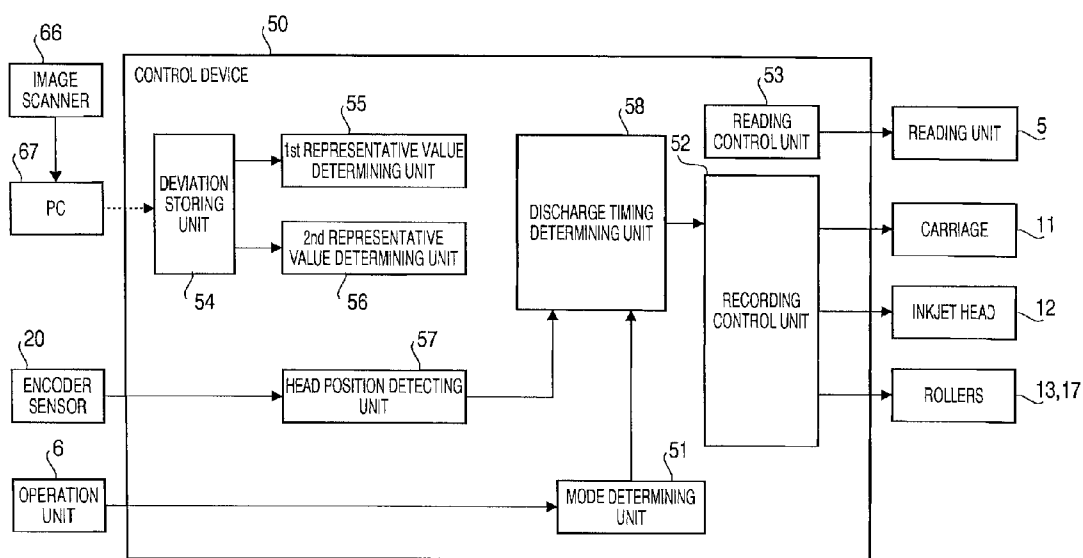 50
66
IMAGE
SCANNER
CONTROL DEVICE
53
55
58
READING
CONTROL UNIT
READING UNIT
5
1st REPRESENTATIVE VALUE
DETERMINING UNIT
52
67
PC
DEVIATION
STORING
UNIT
DISCHARGE TIMING
DETERMINING UNIT
CARRIAGE
11
2nd REPRESENTATIVE
VALUE DETERMINING UNIT
54
56
RECORDING
CONTROL UNIT
INKJET HEAD
12
20
57
ENCODER
SENSOR
HEAD POSITION DETECTING
UNIT
ROLLERS
13,17
6
51
OPERATION
UNIT
MODE DETERMINING
UNIT